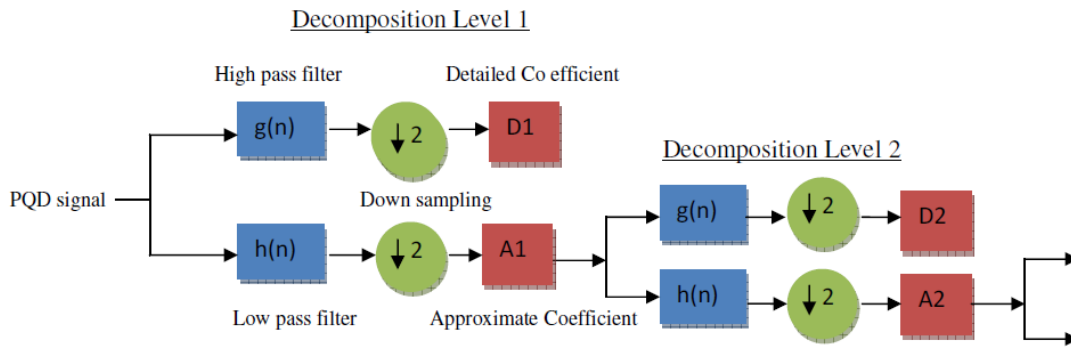 Decomposition Level 1
High pass filter
Detailed Co efficient
g(n)
↓ 2
D1
Decomposition Level 2
PQD signal
Down sampling
g(n)
↓ 2
D2
h(n)
↓ 2
A1
h(n)
↓ 2
A2
Low pass filter
Approximate Coefficient